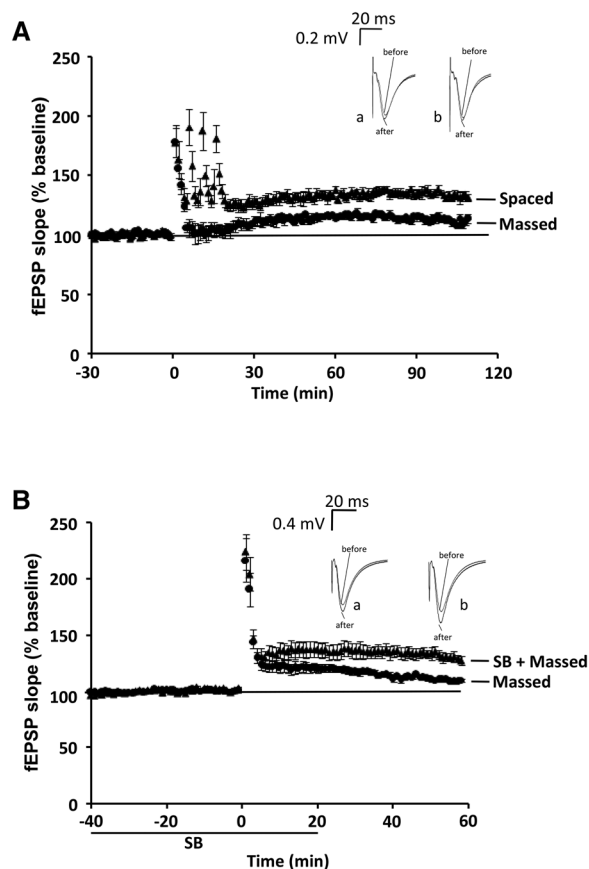 A
20 ms
0.2 mV
before
before
a
b
after
after
fEPSP slope (% baseline)
250
200
150
100
50
0
Spaced
Massed
-30
0
30
60
90
120
Time (min)
B
20 ms
0.4 mV
before
before
a
b
after
after
fEPSP slope (% baseline)
250
200
150
100
50
0
SB + Massed
Massed
-40
-20
0
20
40
60
SB
Time (min)